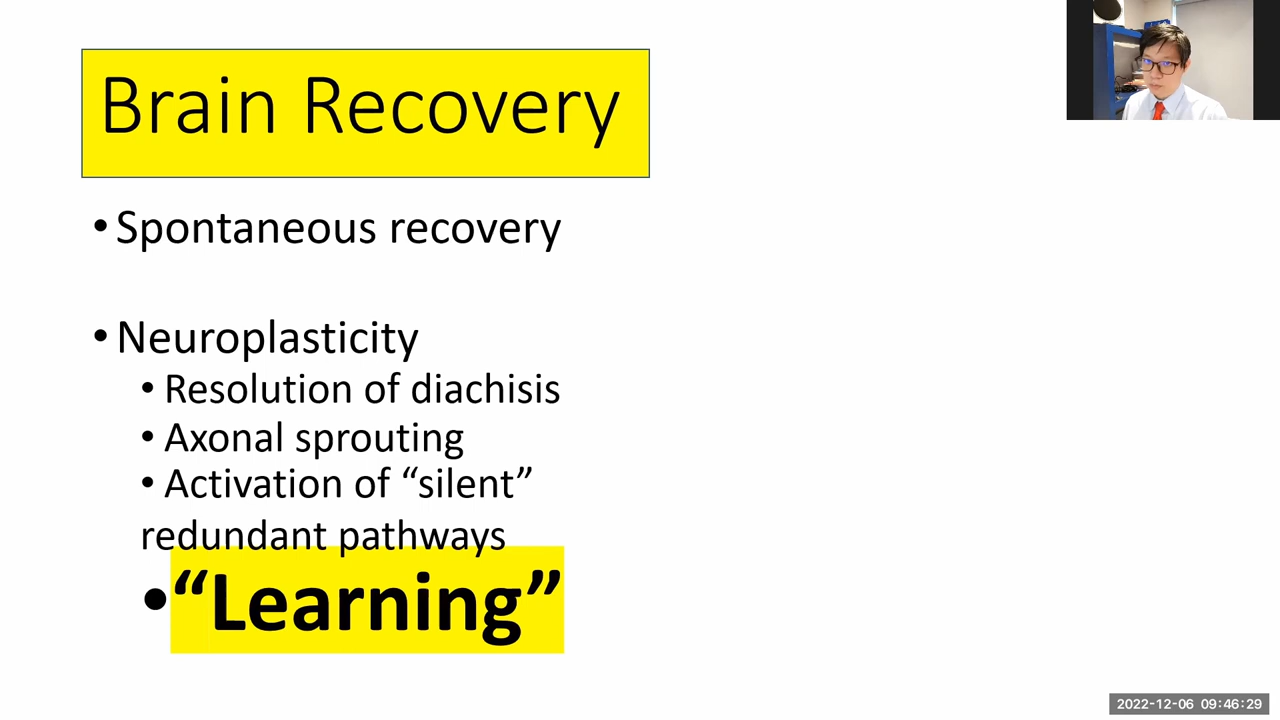 Brain Recovery
• Spontaneous recovery
• Neuroplasticity
• Resolution of diachisis
• Axonal sprouting
• Activation of “silent”
redundant pathways
• “Learning”
2022-12-06 09:46:29